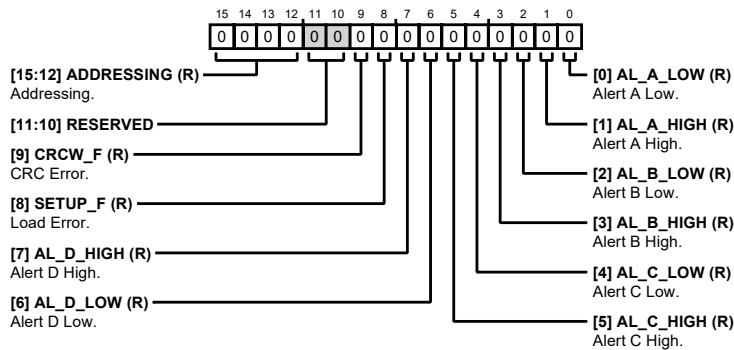 15 14 13 12 11 10 9 8 7 6 5 4 3 2 1 0
0 0 0 0 0 0 0 0 0 0 0 0 0 0 0 0
[15:12] ADDRESSING (R)
Addressing.
[11:10] RESERVED
[9] CRCW_F (R)
CRC Error.
[8] SETUP_F (R)
Load Error.
[7] AL_D_HIGH (R)
Alert D High.
[6] AL_D_LOW (R)
Alert D Low.
[0] AL_A_LOW (R)
Alert A Low.
[1] AL_A_HIGH (R)
Alert A High.
[2] AL_B_LOW (R)
Alert B Low.
[3] AL_B_HIGH (R)
Alert B High.
[4] AL_C_LOW (R)
Alert C Low.
[5] AL_C_HIGH (R)
Alert C High.